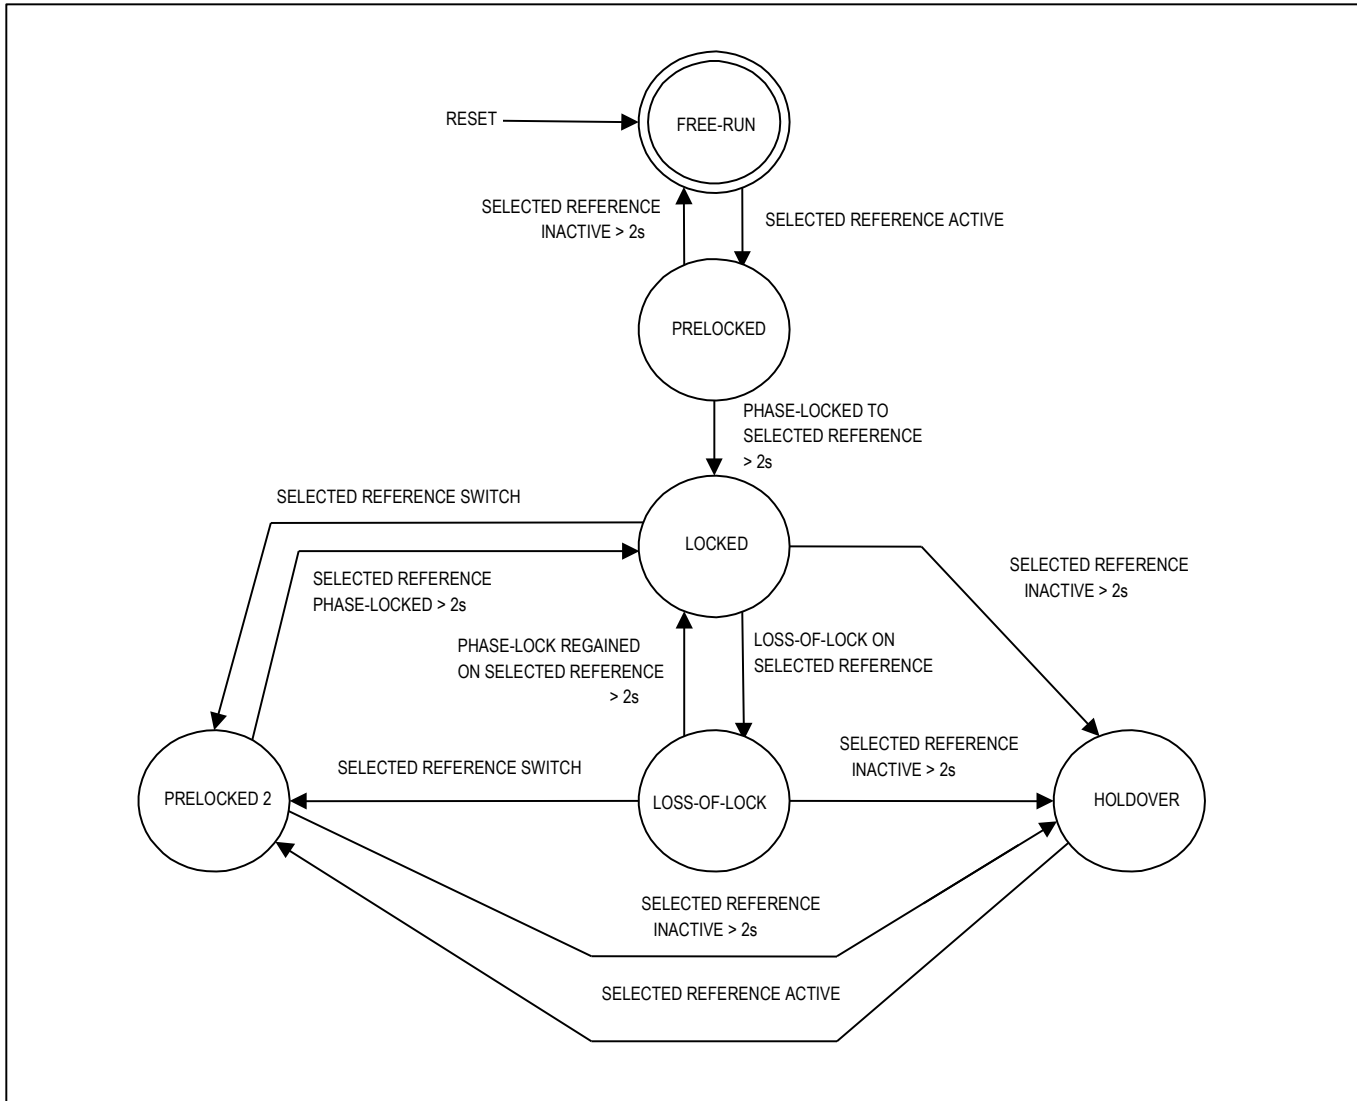 FREE-RUN
RESET
SELECTED REFERENCE
INACTIVE > 2s
SELECTED REFERENCE ACTIVE
PRELOCKED
PHASE-LOCKED TO
SELECTED REFERENCE
> 2s
SELECTED REFERENCE SWITCH
LOCKED
SELECTED REFERENCE
INACTIVE > 2s
SELECTED REFERENCE
PHASE-LOCKED > 2s
PHASE-LOCK REGAINED
ON SELECTED REFERENCE
> 2s
LOSS-OF-LOCK ON
SELECTED REFERENCE
SELECTED REFERENCE SWITCH
SELECTED REFERENCE
INACTIVE > 2s
PRELOCKED 2
LOSS-OF-LOCK
HOLDOVER
SELECTED REFERENCE
INACTIVE > 2s
SELECTED REFERENCE ACTIVE